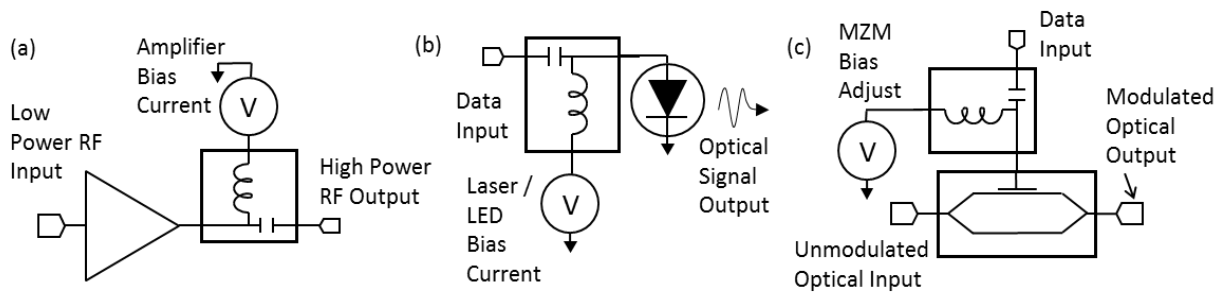 (a)
Amplifier
Bias
Current
V
Low
Power RF
Input
High Power
RF Output
(b)
Data
Input
Laser /
LED
Bias
Current
V
Optical
Signal
Output
(c)
MZM
Bias
Adjust
Data
Input
V
Modulated
Optical
Output
Unmodulated
Optical Input